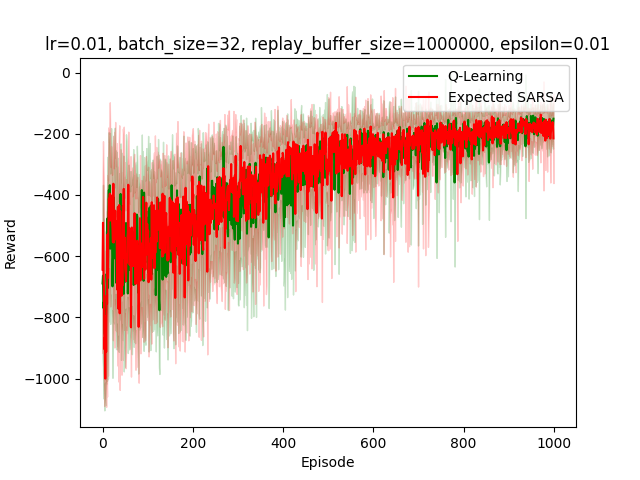 lr=0.01, batch_size=32, replay_buffer_size=1000000, epsilon=0.01
Q-Learning
Expected SARSA
0
−200
−400
−600
−800
−1000
Reward
0 200 400 600 800 1000
Episode